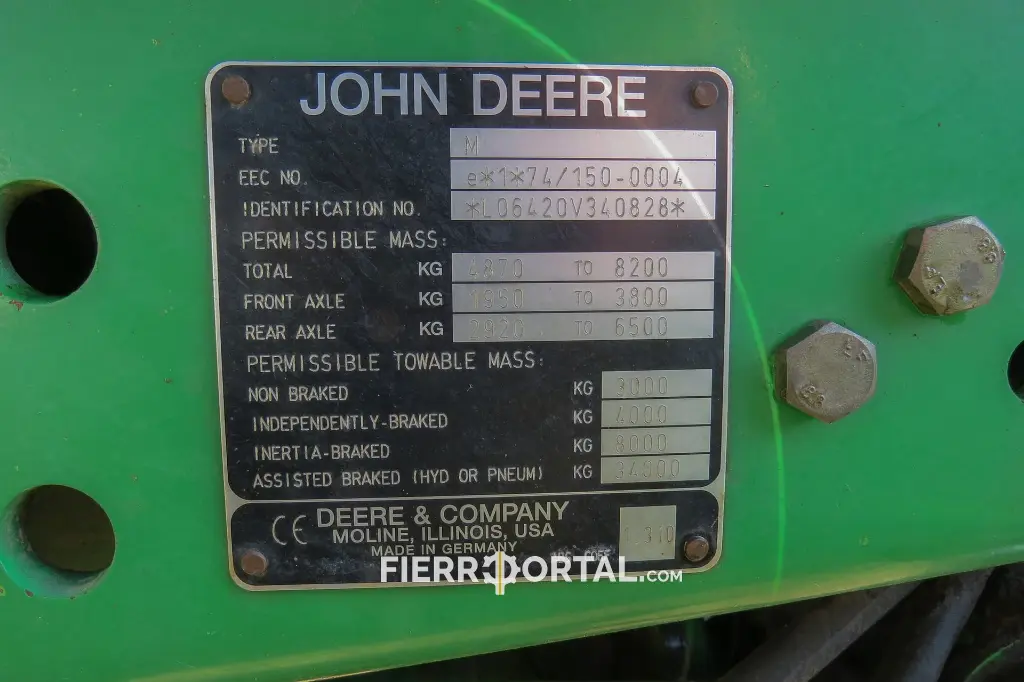 JOHN DEERE
TYPE M
EEC NO. e*1*74/150-0004
IDENTIFICATION NO. *L06420V340828*
PERMISSIBLE MASS:
TOTAL KG 4870 TO 8200
FRONT AXLE KG 1950 TO 3800
REAR AXLE KG 2920 TO 6500
PERMISSIBLE TOWABLE MASS:
NON BRAKED KG 3000
INDEPENDENTLY-BRAKED KG 4000
INERTIA-BRAKED KG 8000
ASSISTED BRAKED (HYD OR PNEUM) KG
CE DEERE & COMPANY
MOLINE, ILLINOIS, USA
MADE IN GERMANY
FIERROPORTAL.COM